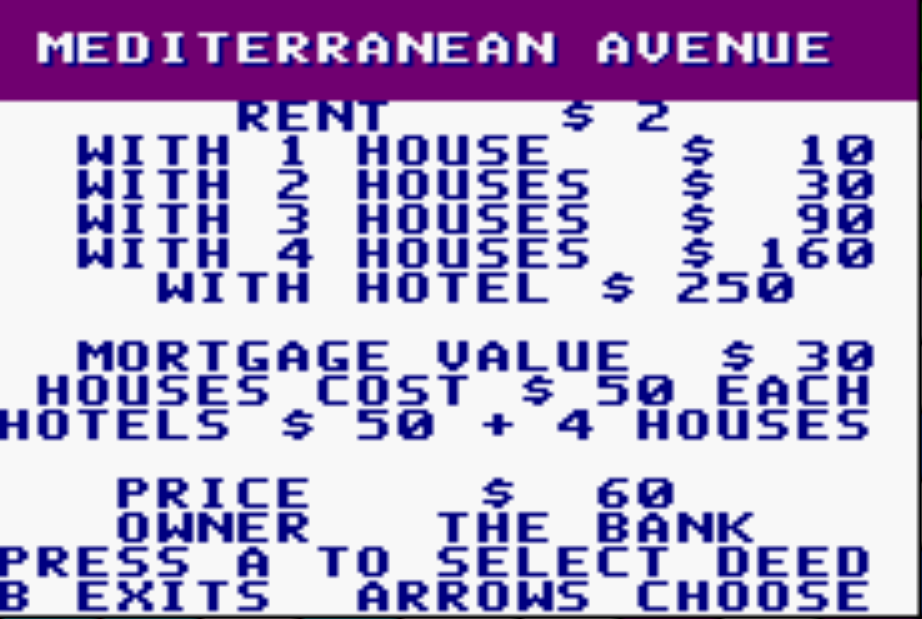 MEDITERRANEAN AVENUE
RENT $ 2
WITH 1 HOUSE $ 10
WITH 2 HOUSES $ 30
WITH 3 HOUSES $ 90
WITH 4 HOUSES $ 160
WITH HOTEL $ 250
MORTGAGE VALUE $ 30
HOUSES COST $ 50 EACH
HOTELS $ 50 + 4 HOUSES
PRICE $ 60
OWNER THE BANK
PRESS A TO SELECT DEED
B EXITS ARROWS CHOOSE